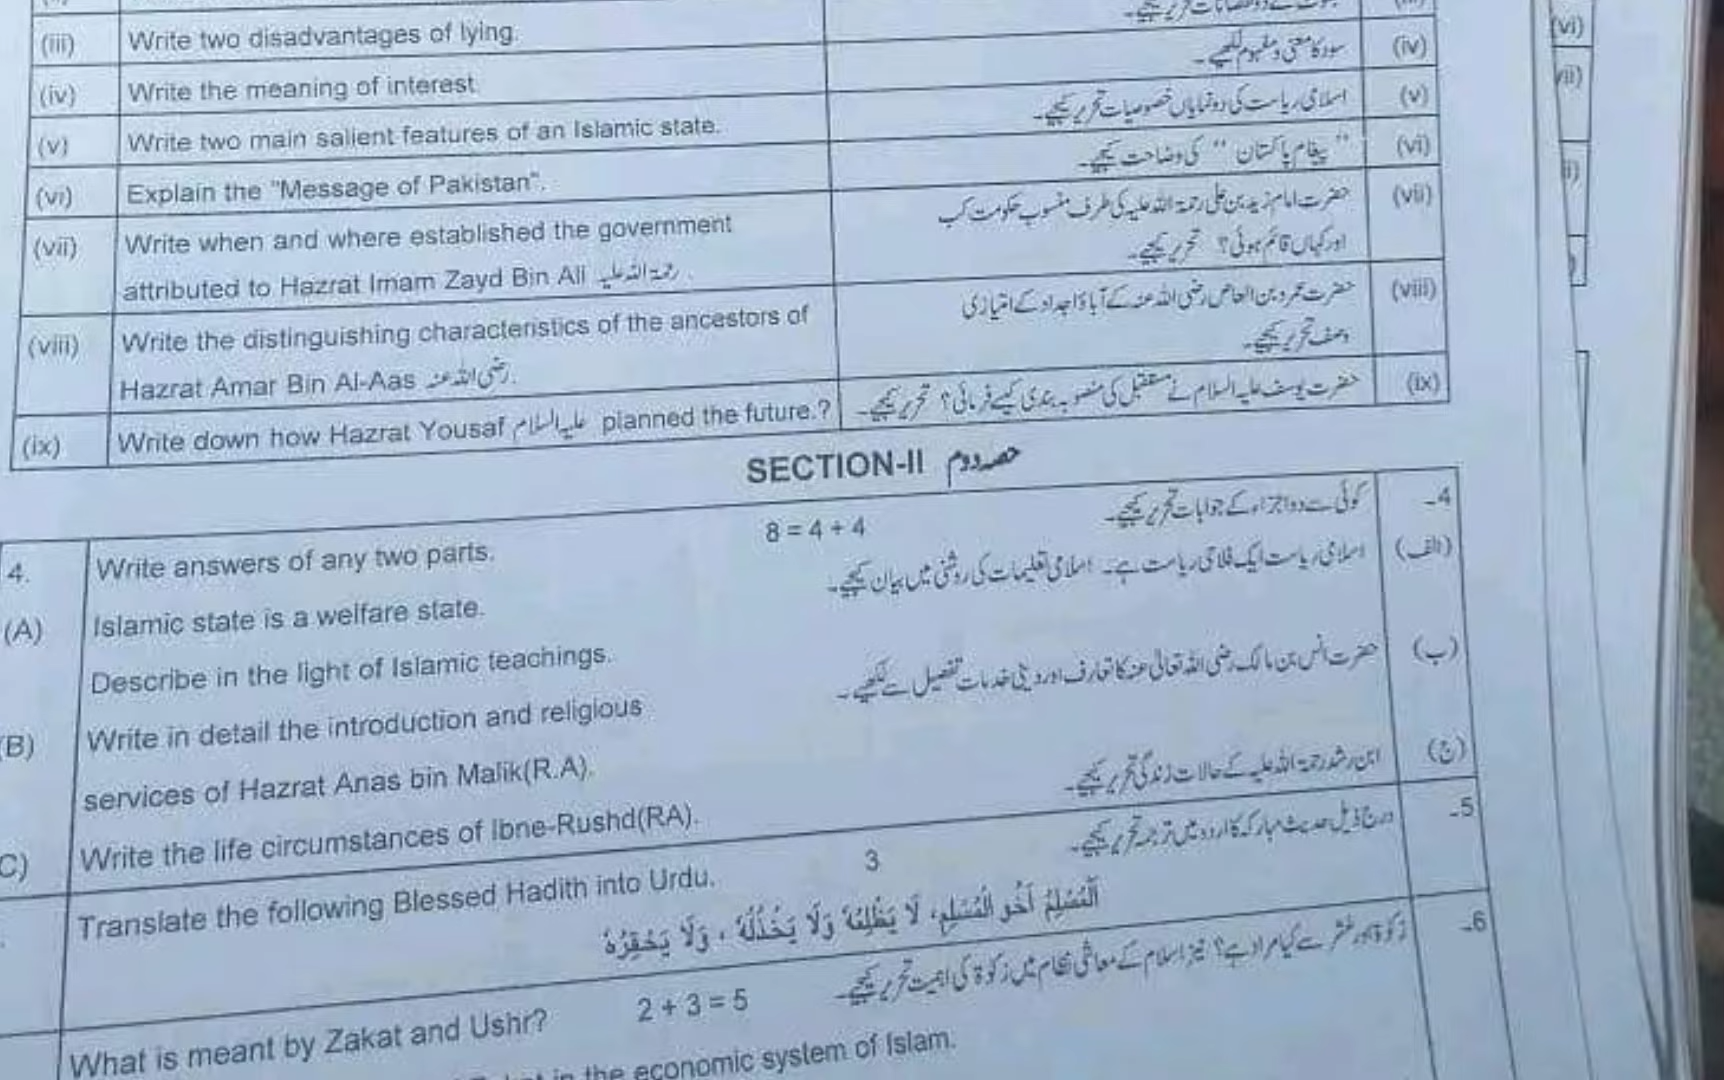 (iii) Write two disadvantages of lying.
(iv) Write the meaning of interest.
سود کا معنی و مفہوم لکھیے۔ (iv)
(v) Write two main salient features of an Islamic state.
اسلامی ریاست کی دو نمایاں خصوصیات تحریر کیجیے۔ (v)
(vi) Explain the "Message of Pakistan".
"پیغام پاکستان" کی وضاحت کیجیے۔ (vi)
(vii) Write when and where established the government
attributed to Hazrat Imam Zayd Bin Ali رحمۃ اللہ علیہ.
حضرت امام زید بن علی رحمۃ اللہ علیہ کی طرف منسوب حکومت کب (vii)
اور کہاں قائم ہوئی؟ تحریر کیجیے۔
(viii) Write the distinguishing characteristics of the ancestors of
Hazrat Amar Bin Al-Aas رضی اللہ عنہ.
حضرت عمرو بن العاص رضی اللہ عنہ کے آباؤ اجداد کے امتیازی (viii)
وصف تحریر کیجیے۔
(ix) Write down how Hazrat Yousaf علیہ السلام planned the future.?
حضرت یوسف علیہ السلام نے مستقبل کی منصوبہ بندی کیسے فرمائی؟ تحریر کیجیے۔ (ix)
SECTION-II حصہ دوم
4. Write answers of any two parts. 8 = 4 + 4
کوئی سے دو اجزاء کے جوابات تحریر کیجیے۔ 4۔
(A) Islamic state is a welfare state.
Describe in the light of Islamic teachings.
اسلامی ریاست ایک فلاحی ریاست ہے۔ اسلامی تعلیمات کی روشنی میں بیان کیجیے۔ (الف)
(B) Write in detail the introduction and religious
services of Hazrat Anas bin Malik(R.A).
حضرت انس بن مالک رضی اللہ تعالی عنہ کا تعارف اور دینی خدمات تفصیل سے لکھیے۔ (ب)
C) Write the life circumstances of Ibne-Rushd(RA).
ابن رشد رحمۃ اللہ علیہ کے حالات زندگی تحریر کیجیے۔ (ج)
Translate the following Blessed Hadith into Urdu. 3
درج ذیل حدیث مبارکہ کا اردو میں ترجمہ تحریر کیجیے۔ 5۔
اَلْمُسْلِمُ اَخُو الْمُسْلِمِ، لَا يَظْلِمُهُ وَلَا يَخْذُلُهُ ، وَلَا يَحْقِرُهُ
What is meant by Zakat and Ushr? 2 + 3 = 5
زکوٰۃ اور عشر سے کیا مراد ہے؟ نیز اسلام کے معاشی نظام میں زکوٰۃ کی اہمیت تحریر کیجیے۔ 6۔
in the economic system of Islam.
(vi)